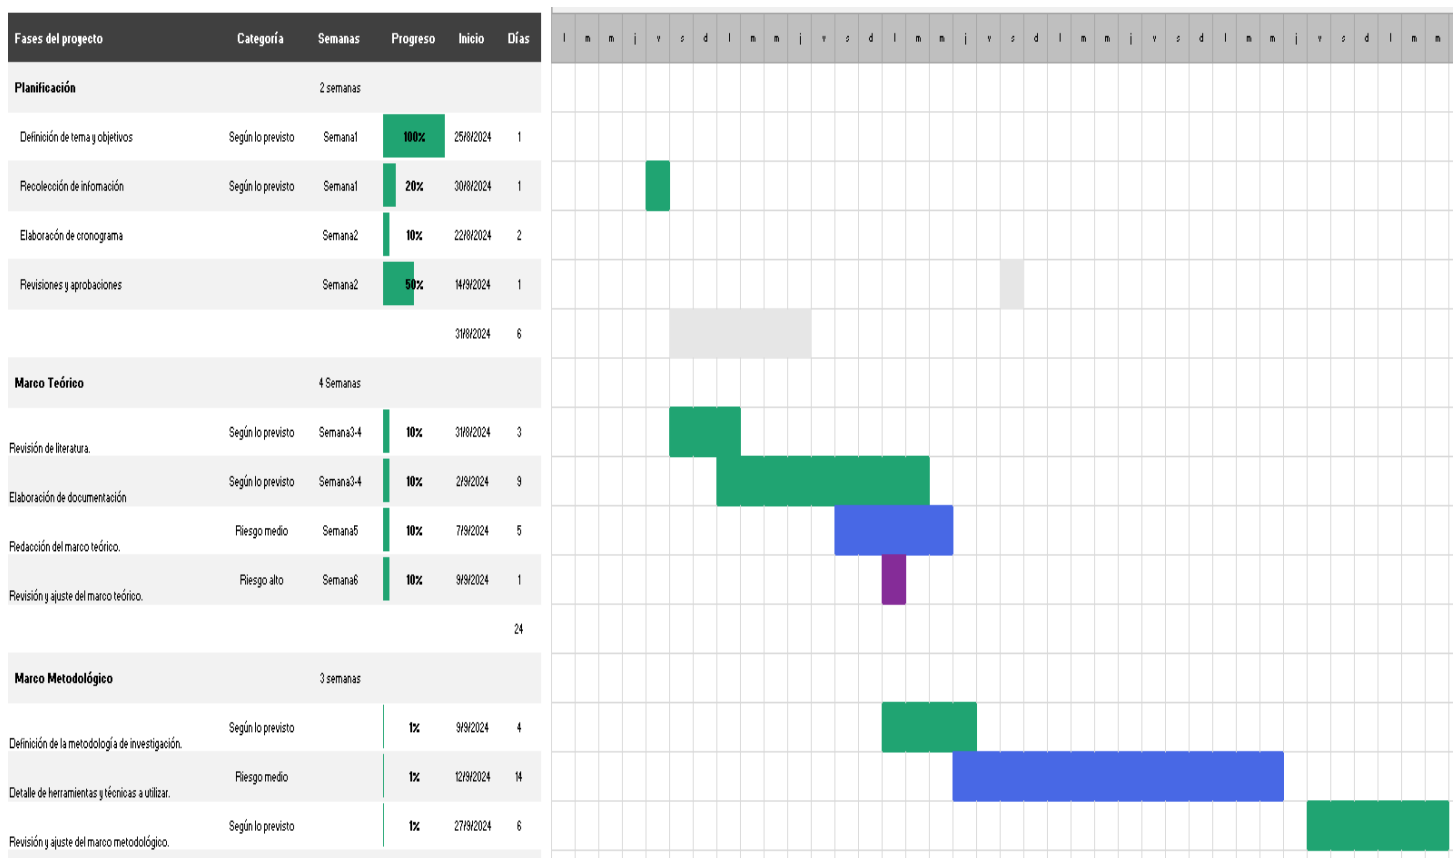 Fases del proyecto Categoría Semanas Progreso Inicio Días l m m j v s d l m m j v s d l m m j v s d l m m j v s d l m m j v s d l m m
Planificación 2 semanas
Definición de tema y objetivos Según lo previsto Semana1 100% 25/8/2024 1
Recolección de infomación Según lo previsto Semana1 20% 30/8/2024 1
Elaboracón de cronograma Semana2 10% 22/8/2024 2
Revisiones y aprobaciones Semana2 50% 14/9/2024 1
31/8/2024 6
Marco Teórico 4 Semanas
Revisión de literatura. Según lo previsto Semana3-4 10% 31/8/2024 3
Elaboración de documentación Según lo previsto Semana3-4 10% 2/9/2024 9
Redacción del marco teórico. Riesgo medio Semana5 10% 7/9/2024 5
Revisión y ajuste del marco teórico. Riesgo alto Semana6 10% 9/9/2024 1
24
Marco Metodológico 3 semanas
Definición de la metodología de investigación. Según lo previsto 1% 9/9/2024 4
Detalle de herramientas y técnicas a utilizar. Riesgo medio 1% 12/9/2024 14
Revisión y ajuste del marco metodológico. Según lo previsto 1% 27/9/2024 6